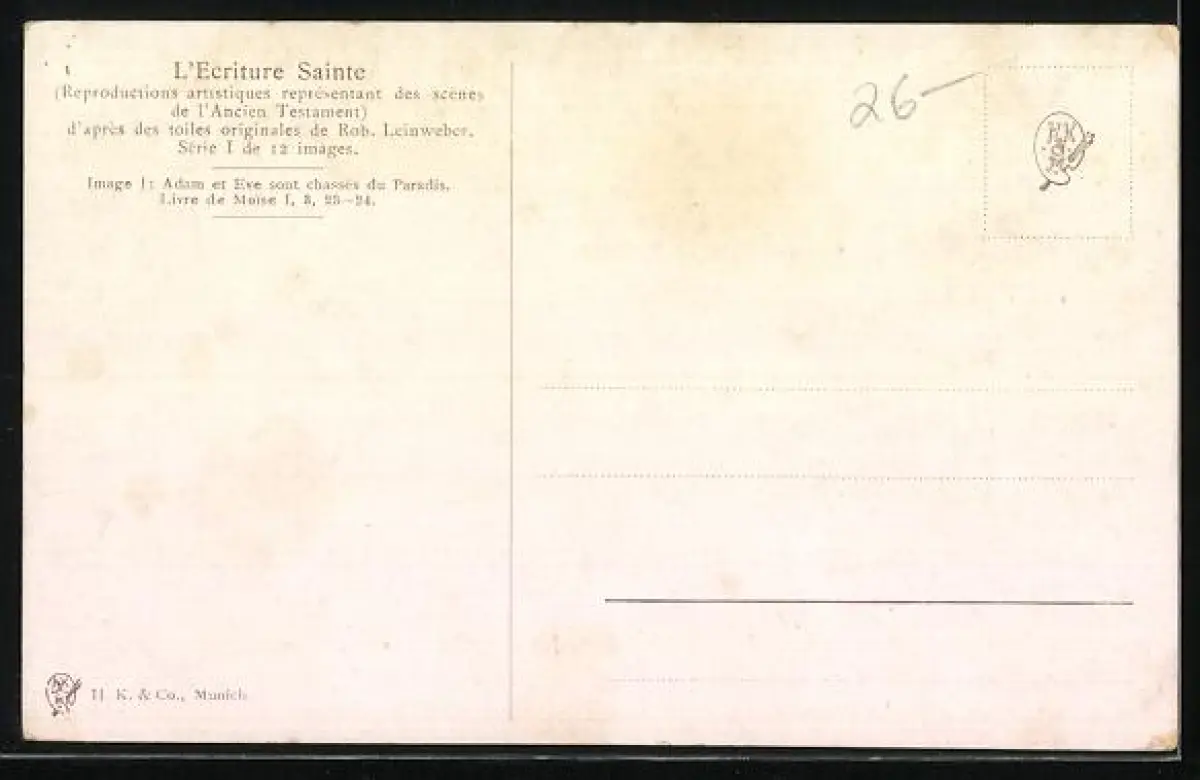 L'Ecriture Sainte
(Reproductions artistiques représentant des scènes
de l'Ancien Testament)
d'après des toiles originales de Rob. Leinweber.
Série I de 12 images.
Image 1: Adam et Eve sont chassés du Paradis.
Livre de Moïse I, 3, 23—24.
26—
HK
H. K. & Co., Munich